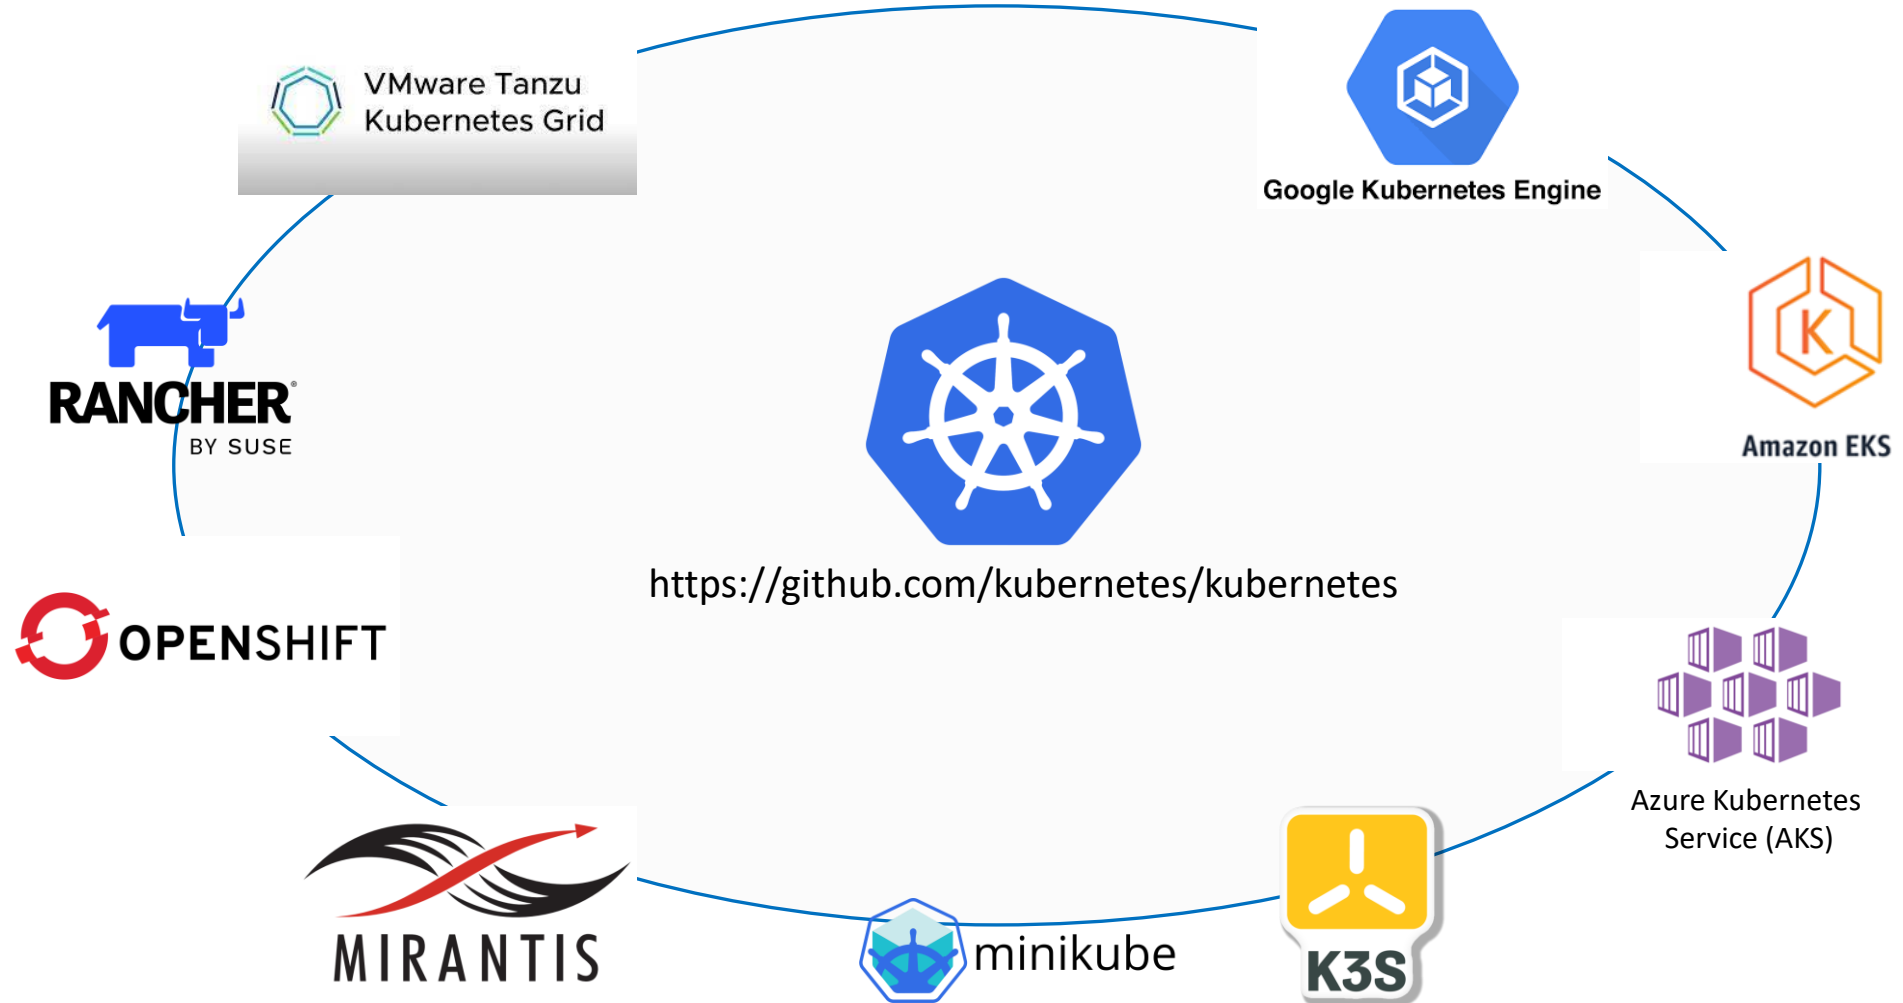 VMware Tanzu
Kubernetes Grid
Google Kubernetes Engine
RANCHER®
BY SUSE
K
Amazon EKS
https://github.com/kubernetes/kubernetes
OPENSHIFT
Azure Kubernetes
Service (AKS)
MIRANTIS
minikube
K3S